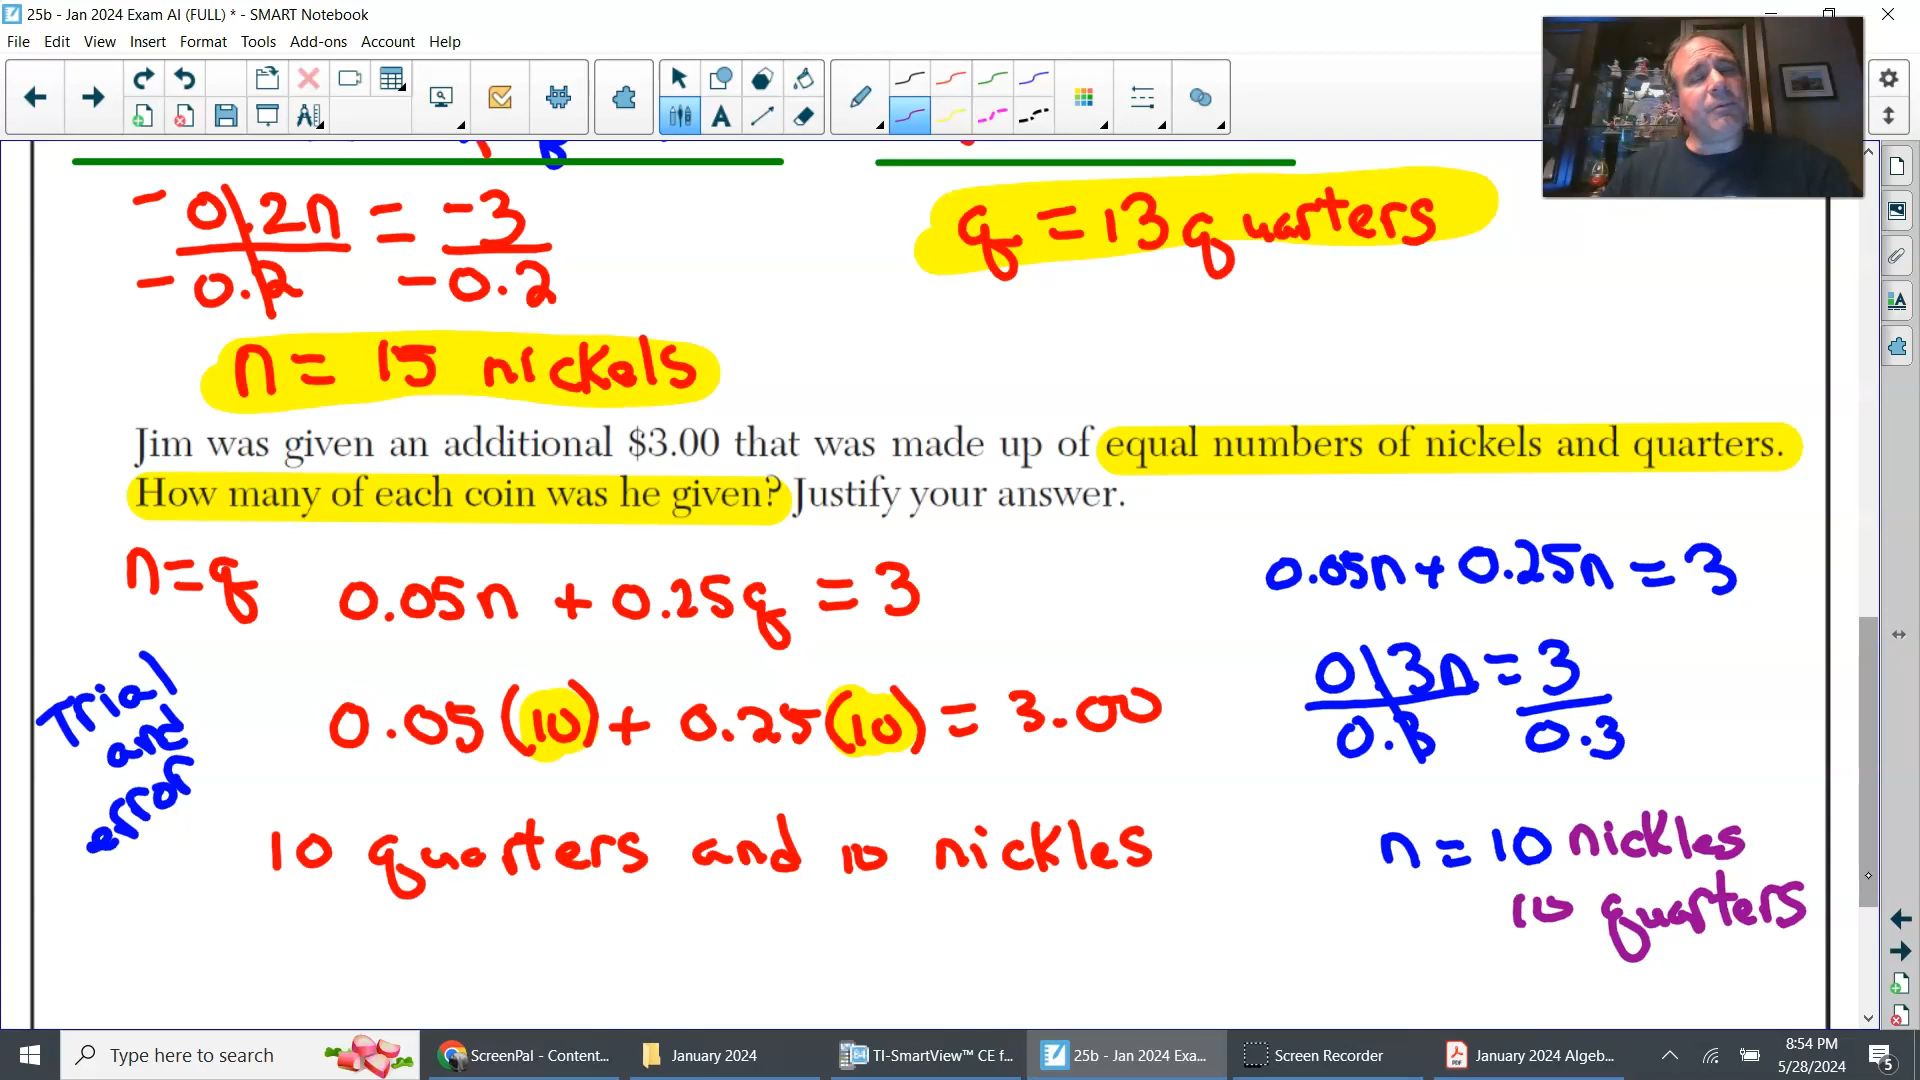 25b - Jan 2024 Exam AI (FULL) * - SMART Notebook
File Edit View Insert Format Tools Add-ons Account Help
-0.2n = -3
-0.2 -0.2
q = 13 quarters
n = 15 nickels
Jim was given an additional $3.00 that was made up of equal numbers of nickels and quarters.
How many of each coin was he given? Justify your answer.
n=q 0.05n + 0.25q = 3
0.05n + 0.25n = 3
Trial
and
error
0.05(10) + 0.25(10) = 3.00
0.3n = 3
0.3 0.3
10 quarters and 10 nickles
n = 10 nickles
10 quarters
Type here to search
ScreenPal - Content...
January 2024
TI-SmartView™ CE f...
25b - Jan 2024 Exa...
Screen Recorder
January 2024 Algeb...
8:54 PM
5/28/2024
5